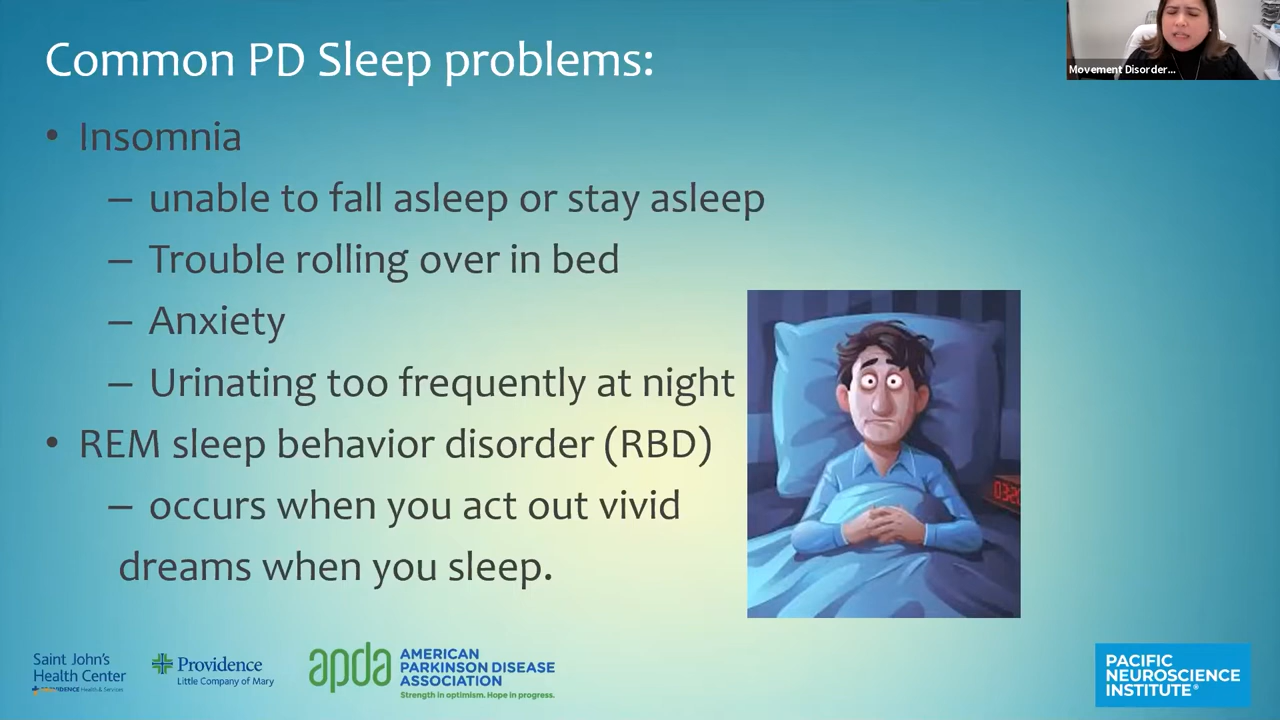 Common PD Sleep problems:
Movement Disorder...
• Insomnia
– unable to fall asleep or stay asleep
– Trouble rolling over in bed
– Anxiety
– Urinating too frequently at night
• REM sleep behavior disorder (RBD)
– occurs when you act out vivid
dreams when you sleep.
Saint John's
Health Center
PROVIDENCE Health & Services
Providence
Little Company of Mary
apda
AMERICAN
PARKINSON DISEASE
ASSOCIATION
Strength in optimism. Hope in progress.
PACIFIC
NEUROSCIENCE
INSTITUTE®